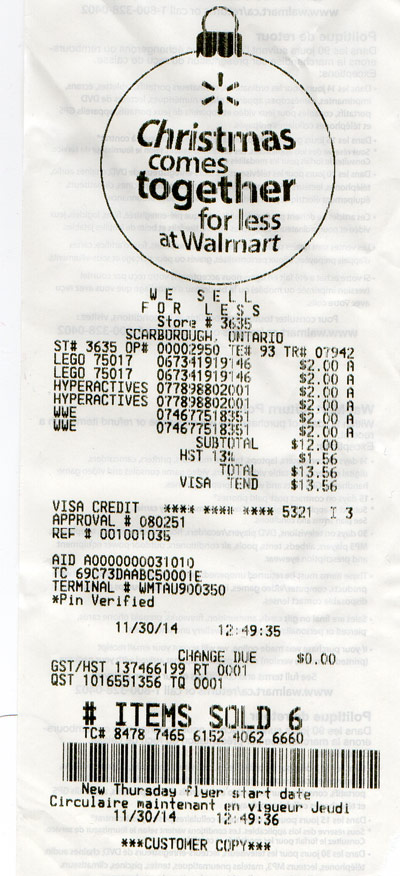 Christmas
comes
together
for less
at Walmart
WE SELL
FOR LESS
Store # 3635
SCARBOROUGH, ONTARIO
ST# 3635 OP# 00002950 TE# 93 TR# 07942
LEGO 75017 067341919146 $2.00 A
LEGO 75017 067341919146 $2.00 A
HYPERACTIVES 077898802001 $2.00 A
HYPERACTIVES 077898802001 $2.00 A
WWE 07467751835 $2.00 A
WWE 07467751835 $2.00 A
SUBTOTAL $12.00
HST 13% $1.56
TOTAL $13.56
VISA TEND $13.56
VISA CREDIT **** **** **** 5321 I 3
APPROVAL # 080251
REF # 001001035
AID A0000000031010
TC 69C73DAABC50001E
TERMINAL # WMTAU900350
*Pin Verified
11/30/14 12:49:35
CHANGE DUE $0.00
GST/HST 137466199 RT 0001
QST 1016551356 TQ 0001
# ITEMS SOLD 6
TC# 8478 7465 6152 4062 6660
New Thursday flyer start date
Circulaire maintenant en vigueur Jeudi
11/30/14 12:49:36
***CUSTOMER COPY***